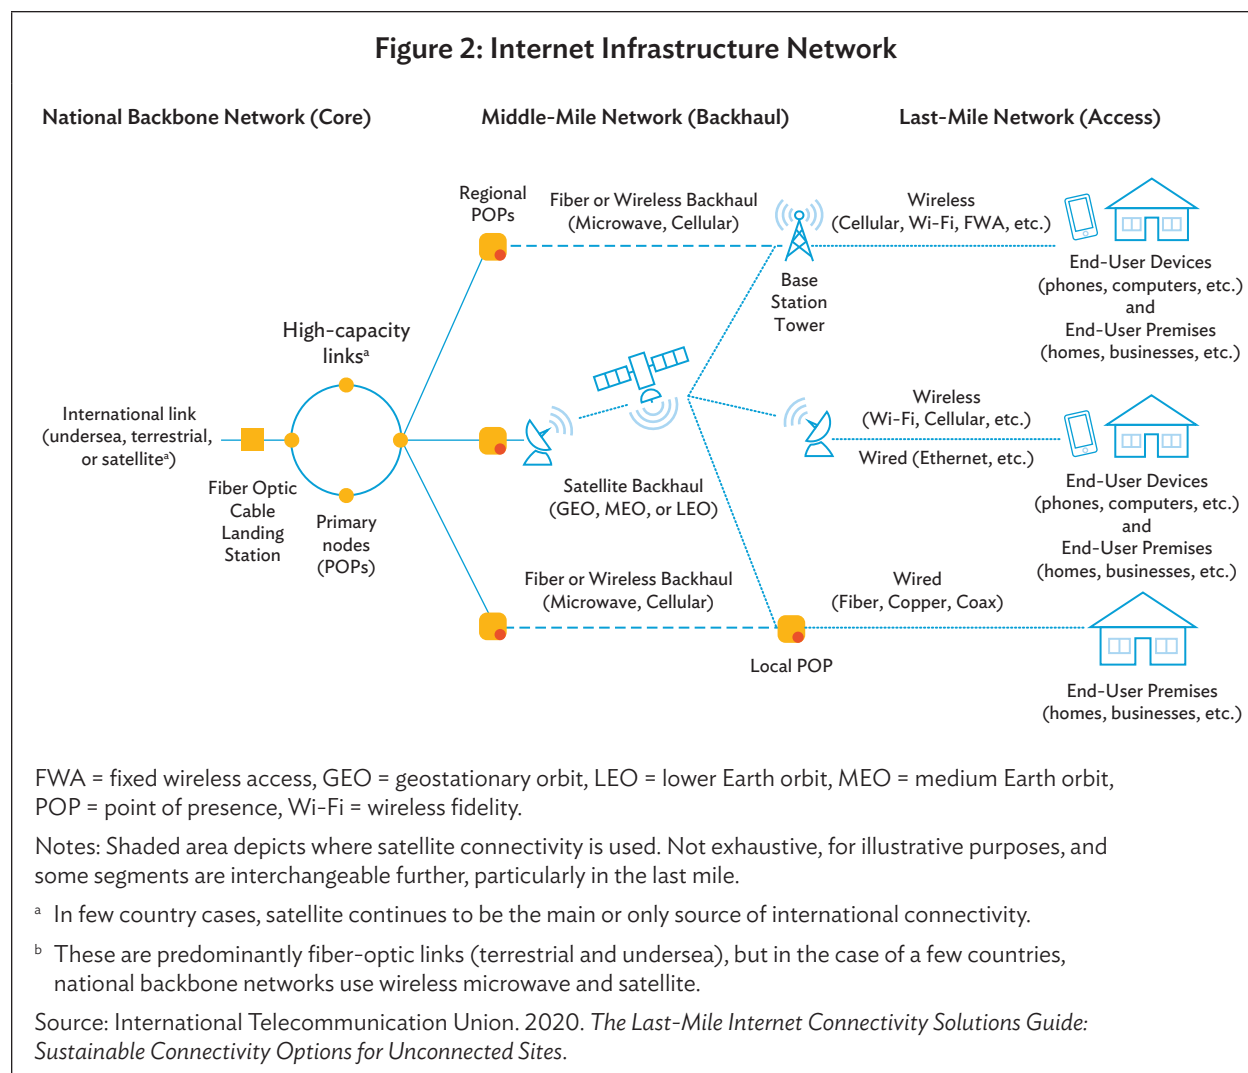 Figure 2: Internet Infrastructure Network
National Backbone Network (Core)
Middle-Mile Network (Backhaul)
Last-Mile Network (Access)
Regional
POPs
Fiber or Wireless Backhaul
(Microwave, Cellular)
Wireless
(Cellular, Wi-Fi, FWA, etc.)
Base
Station
Tower
End-User Devices
(phones, computers, etc.)
and
End-User Premises
(homes, businesses, etc.)
High-capacity
linksᵃ
International link
(undersea, terrestrial,
or satelliteᵃ)
Fiber Optic
Cable
Landing
Station
Primary
nodes
(POPs)
Satellite Backhaul
(GEO, MEO, or LEO)
Wireless
(Wi-Fi, Cellular, etc.)
Wired (Ethernet, etc.)
End-User Devices
(phones, computers, etc.)
and
End-User Premises
(homes, businesses, etc.)
Fiber or Wireless Backhaul
(Microwave, Cellular)
Wired
(Fiber, Copper, Coax)
Local POP
End-User Premises
(homes, businesses, etc.)
FWA = fixed wireless access, GEO = geostationary orbit, LEO = lower Earth orbit, MEO = medium Earth orbit,
POP = point of presence, Wi-Fi = wireless fidelity.
Notes: Shaded area depicts where satellite connectivity is used. Not exhaustive, for illustrative purposes, and
some segments are interchangeable further, particularly in the last mile.
ᵃ In few country cases, satellite continues to be the main or only source of international connectivity.
ᵇ These are predominantly fiber-optic links (terrestrial and undersea), but in the case of a few countries,
national backbone networks use wireless microwave and satellite.
Source: International Telecommunication Union. 2020. The Last-Mile Internet Connectivity Solutions Guide:
Sustainable Connectivity Options for Unconnected Sites.